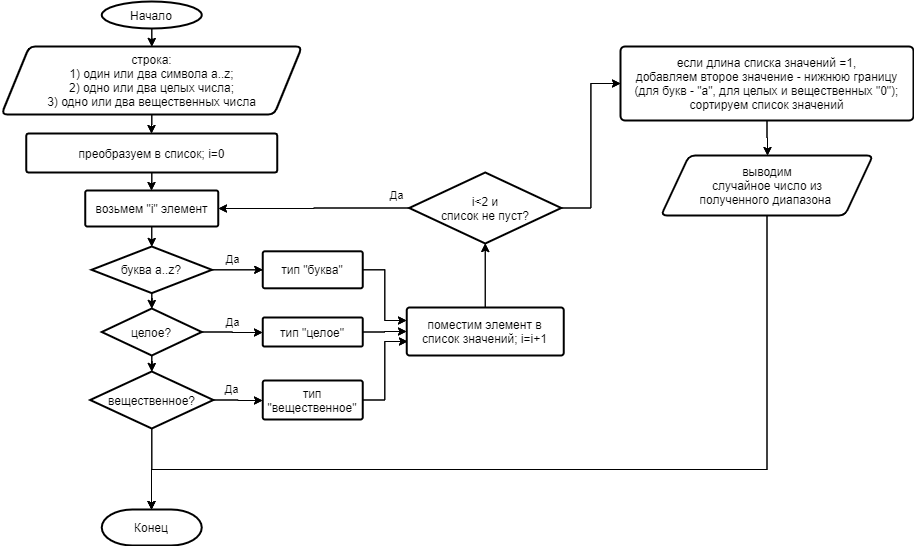 Начало
строка:
1) один или два символа a..z;
2) одно или два целых числа;
3) одно или два вещественных числа
преобразуем в список; i=0
возьмем "i" элемент
буква a..z?
Да
тип "буква"
целое?
Да
тип "целое"
вещественное?
Да
тип
"вещественное"
поместим элемент в
список значений; i=i+1
i<2 и
список не пуст?
Да
если длина списка значений =1,
добавляем второе значение - нижнюю границу
(для букв - "a", для целых и вещественных "0");
сортируем список значений
выводим
случайное число из
полученного диапазона
Конец